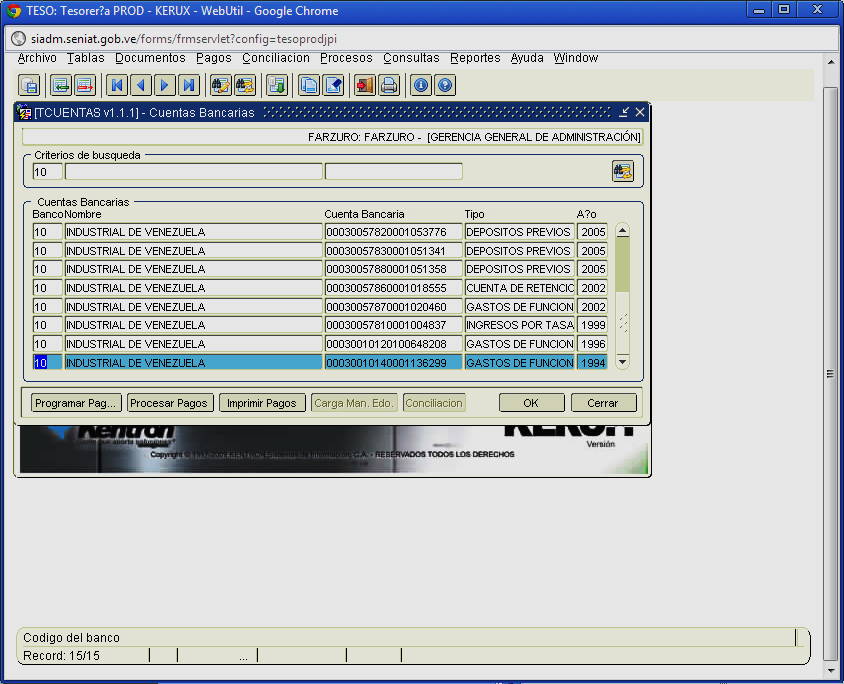 TESO: Tesorer?a PROD - KERUX - WebUtil - Google Chrome
siadm.seniat.gob.ve/forms/frmservlet?config=tesoprodjpi
Archivo Tablas Documentos Pagos Conciliacion Procesos Consultas Reportes Ayuda Window
[TCUENTAS v1.1.1] - Cuentas Bancarias
FARZURO: FARZURO - [GERENCIA GENERAL DE ADMINISTRACIÓN]
Criterios de busqueda
10
Cuentas Bancarias
Banco Nombre Cuenta Bancaria Tipo A?o
10 INDUSTRIAL DE VENEZUELA 00030057820001053776 DEPOSITOS PREVIOS 2005
10 INDUSTRIAL DE VENEZUELA 00030057830001051341 DEPOSITOS PREVIOS 2005
10 INDUSTRIAL DE VENEZUELA 00030057880001051358 DEPOSITOS PREVIOS 2005
10 INDUSTRIAL DE VENEZUELA 00030057860001018555 CUENTA DE RETENCIC 2002
10 INDUSTRIAL DE VENEZUELA 00030057870001020460 GASTOS DE FUNCION 2002
10 INDUSTRIAL DE VENEZUELA 00030057810001004837 INGRESOS POR TASA 1999
10 INDUSTRIAL DE VENEZUELA 00030010120100648208 GASTOS DE FUNCION 1996
10 INDUSTRIAL DE VENEZUELA 00030010140001136299 GASTOS DE FUNCION 1994
Programar Pag... Procesar Pagos Imprimir Pagos Carga Man. Edo. Conciliacion OK Cerrar
Kentron KERUX
Versión
Copyright © KENTRON Sistemas de Información, C.A. - RESERVADOS TODOS LOS DERECHOS
Codigo del banco
Record: 15/15 ...